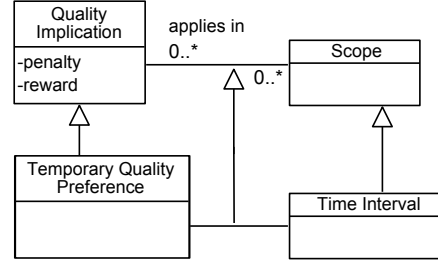 Quality
Implication
-penalty
-reward
applies in
0..*
0..*
Scope
Temporary Quality
Preference
Time Interval